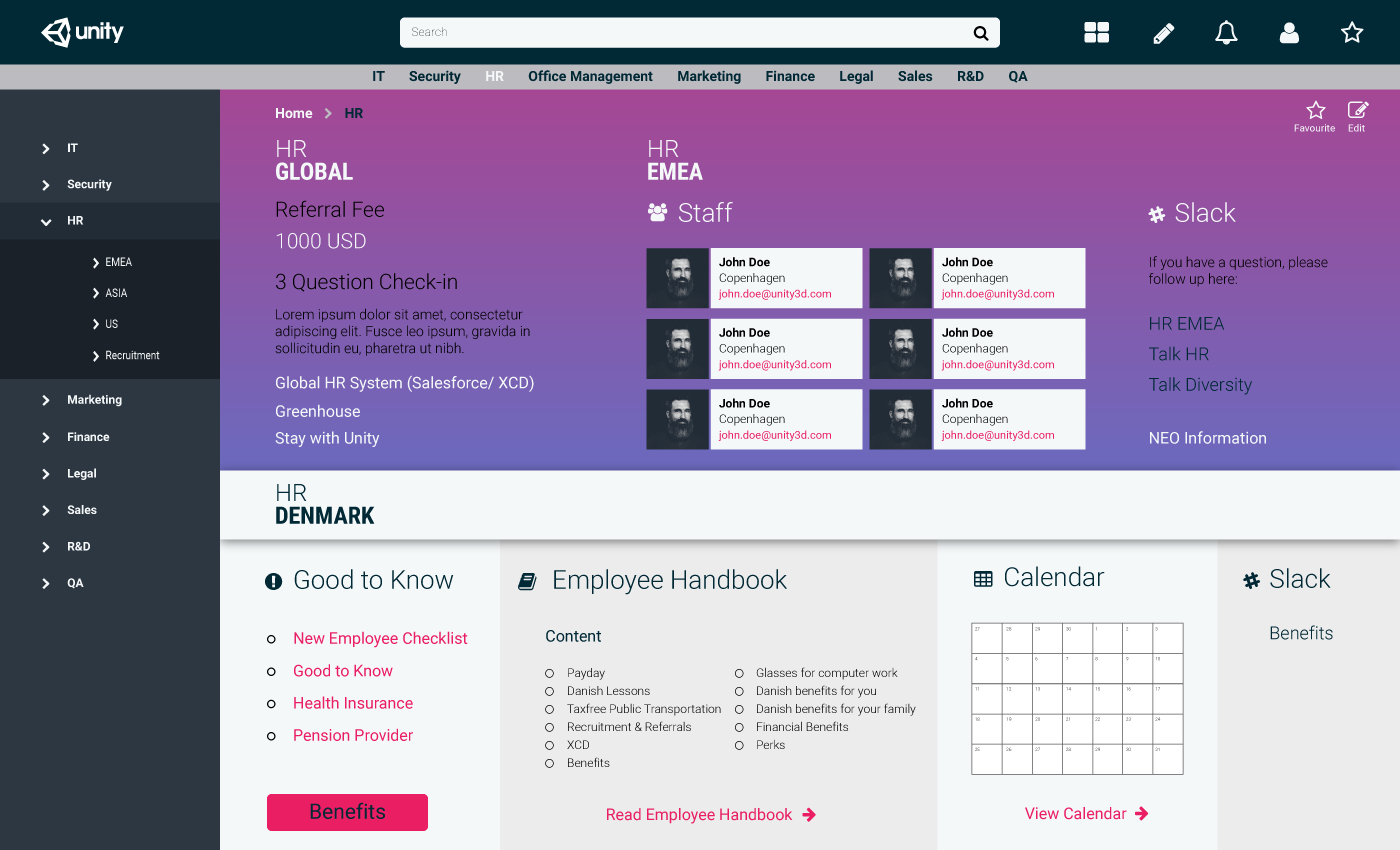 unity
Search
IT Security HR Office Management Marketing Finance Legal Sales R&D QA
IT
Security
HR
EMEA
ASIA
US
Recruitment
Marketing
Finance
Legal
Sales
R&D
QA
Home HR
Favourite Edit
HR
GLOBAL
Referral Fee
1000 USD
3 Question Check-in
Lorem ipsum dolor sit amet, consectetur
adipiscing elit. Fusce leo ipsum, gravida in
sollicitudin eu, pharetra ut nibh.
Global HR System (Salesforce/ XCD)
Greenhouse
Stay with Unity
HR
EMEA
Staff
John Doe
Copenhagen
john.doe@unity3d.com
John Doe
Copenhagen
john.doe@unity3d.com
John Doe
Copenhagen
john.doe@unity3d.com
John Doe
Copenhagen
john.doe@unity3d.com
John Doe
Copenhagen
john.doe@unity3d.com
John Doe
Copenhagen
john.doe@unity3d.com
Slack
If you have a question, please
follow up here:
HR EMEA
Talk HR
Talk Diversity
NEO Information
HR
DENMARK
Good to Know
New Employee Checklist
Good to Know
Health Insurance
Pension Provider
Benefits
Employee Handbook
Content
Payday
Danish Lessons
Taxfree Public Transportation
Recruitment & Referrals
XCD
Benefits
Glasses for computer work
Danish benefits for you
Danish benefits for your family
Financial Benefits
Perks
Read Employee Handbook
Calendar
27 28 29 30 1 2 3
4 5 6 7 8 9 10
11 12 13 14 15 16 17
18 19 20 21 22 23 24
25 26 27 28 29 30 31
View Calendar
Slack
Benefits